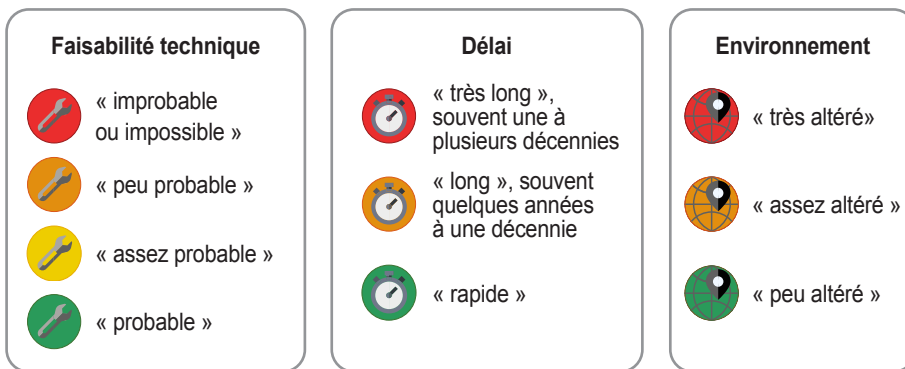 Faisabilité technique
« improbable
ou impossible »
« peu probable »
« assez probable »
« probable »
Délai
« très long »,
souvent une à
plusieurs décennies
« long », souvent
quelques années
à une décennie
« rapide »
Environnement
« très altéré»
« assez altéré »
« peu altéré »